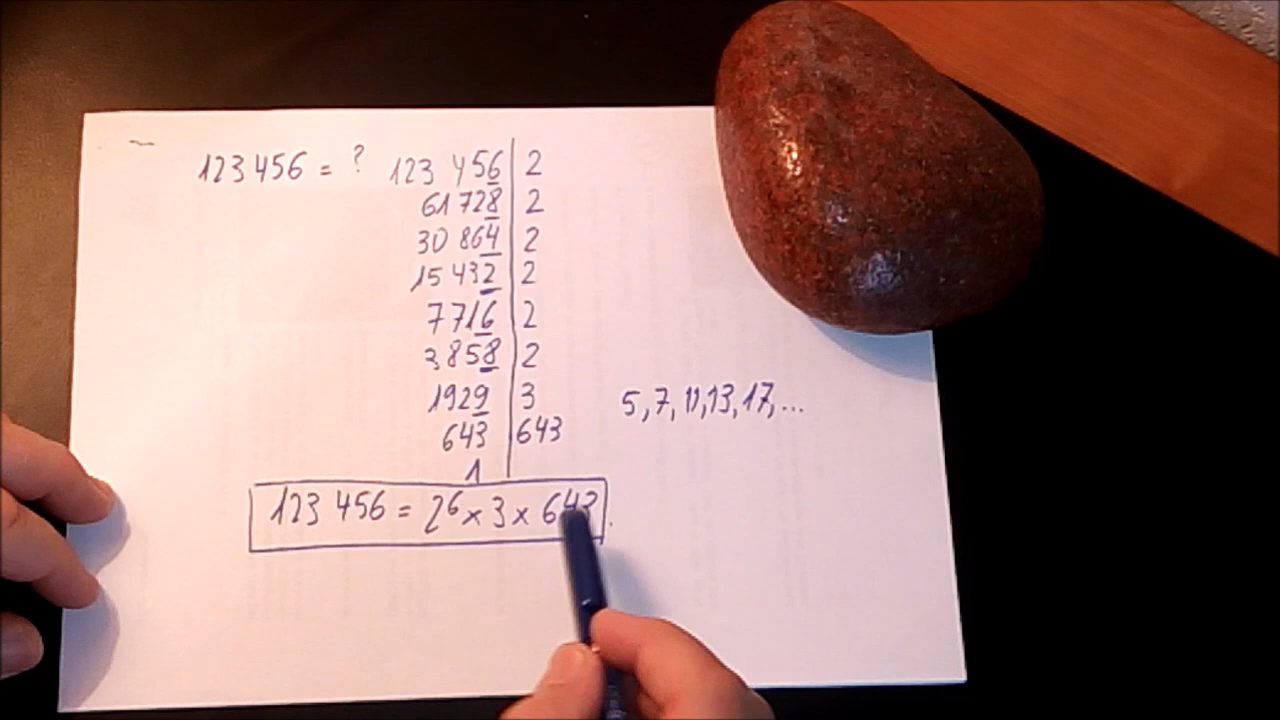 123 456 = ? 123 456 | 2
61 728 | 2
30 864 | 2
15 432 | 2
7 716 | 2
3 858 | 2
1929 | 3
5, 7, 11, 13, 17, ...
643 | 643
1
123 456 = 2⁶ × 3 × 643.